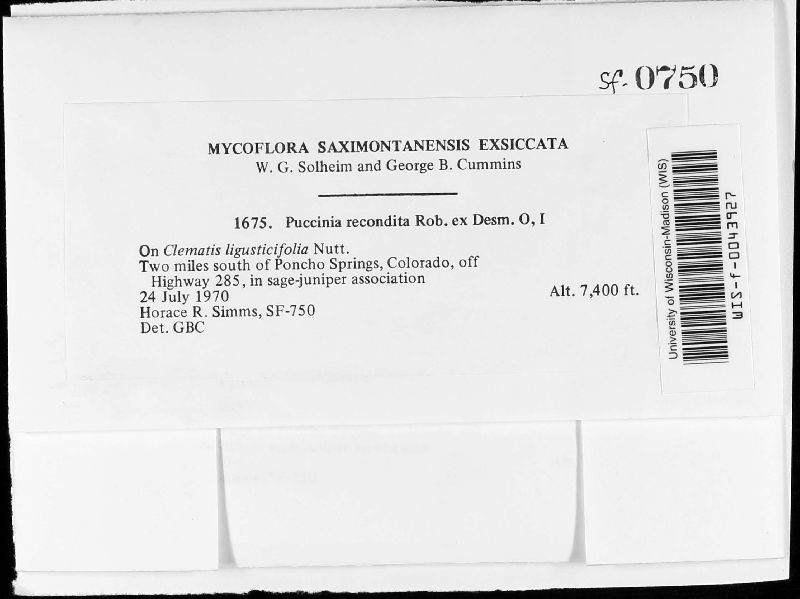 Sf. 0750
MYCOFLORA SAXIMONTANENSIS EXSICCATA
W. G. Solheim and George B. Cummins
1675. Puccinia recondita Rob. ex Desm. O, I
On Clematis ligusticifolia Nutt.
Two miles south of Poncho Springs, Colorado, off
Highway 285, in sage-juniper association
24 July 1970
Alt. 7,400 ft.
Horace R. Simms, SF-750
Det. GBC
University of Wisconsin-Madison (WIS)
WIS-f-0043927